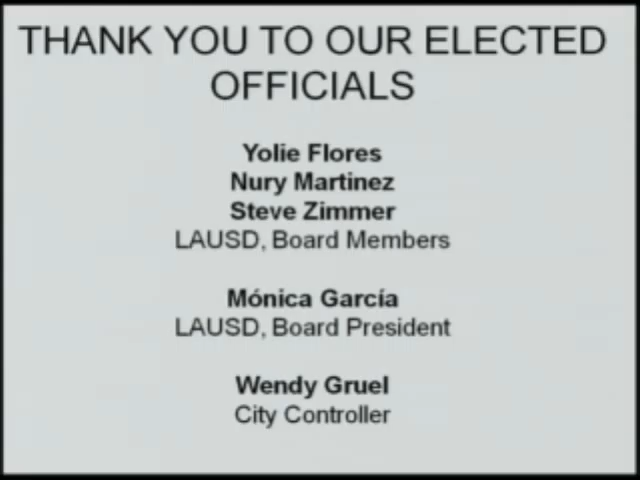 THANK YOU TO OUR ELECTED
OFFICIALS
Yolie Flores
Nury Martinez
Steve Zimmer
LAUSD, Board Members
Mónica García
LAUSD, Board President
Wendy Gruel
City Controller